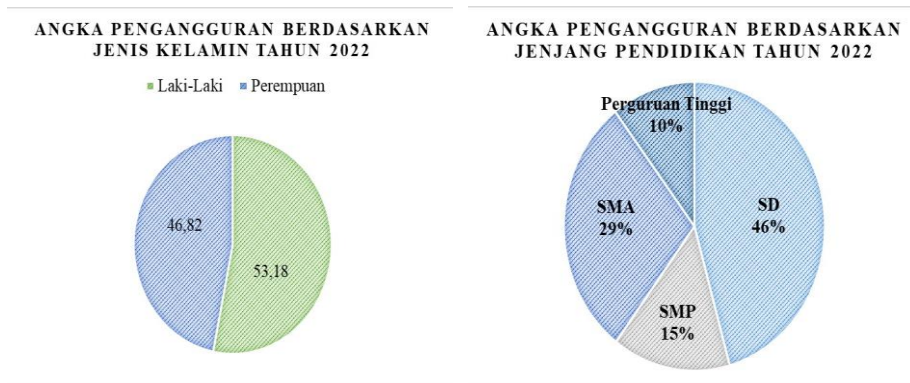 ANGKA PENGANGGURAN BERDASARKAN
JENIS KELAMIN TAHUN 2022
Laki-Laki Perempuan
46,82
53,18
ANGKA PENGANGGURAN BERDASARKAN
JENJANG PENDIDIKAN TAHUN 2022
Perguruan Tinggi
10%
SD
46%
SMA
29%
SMP
15%